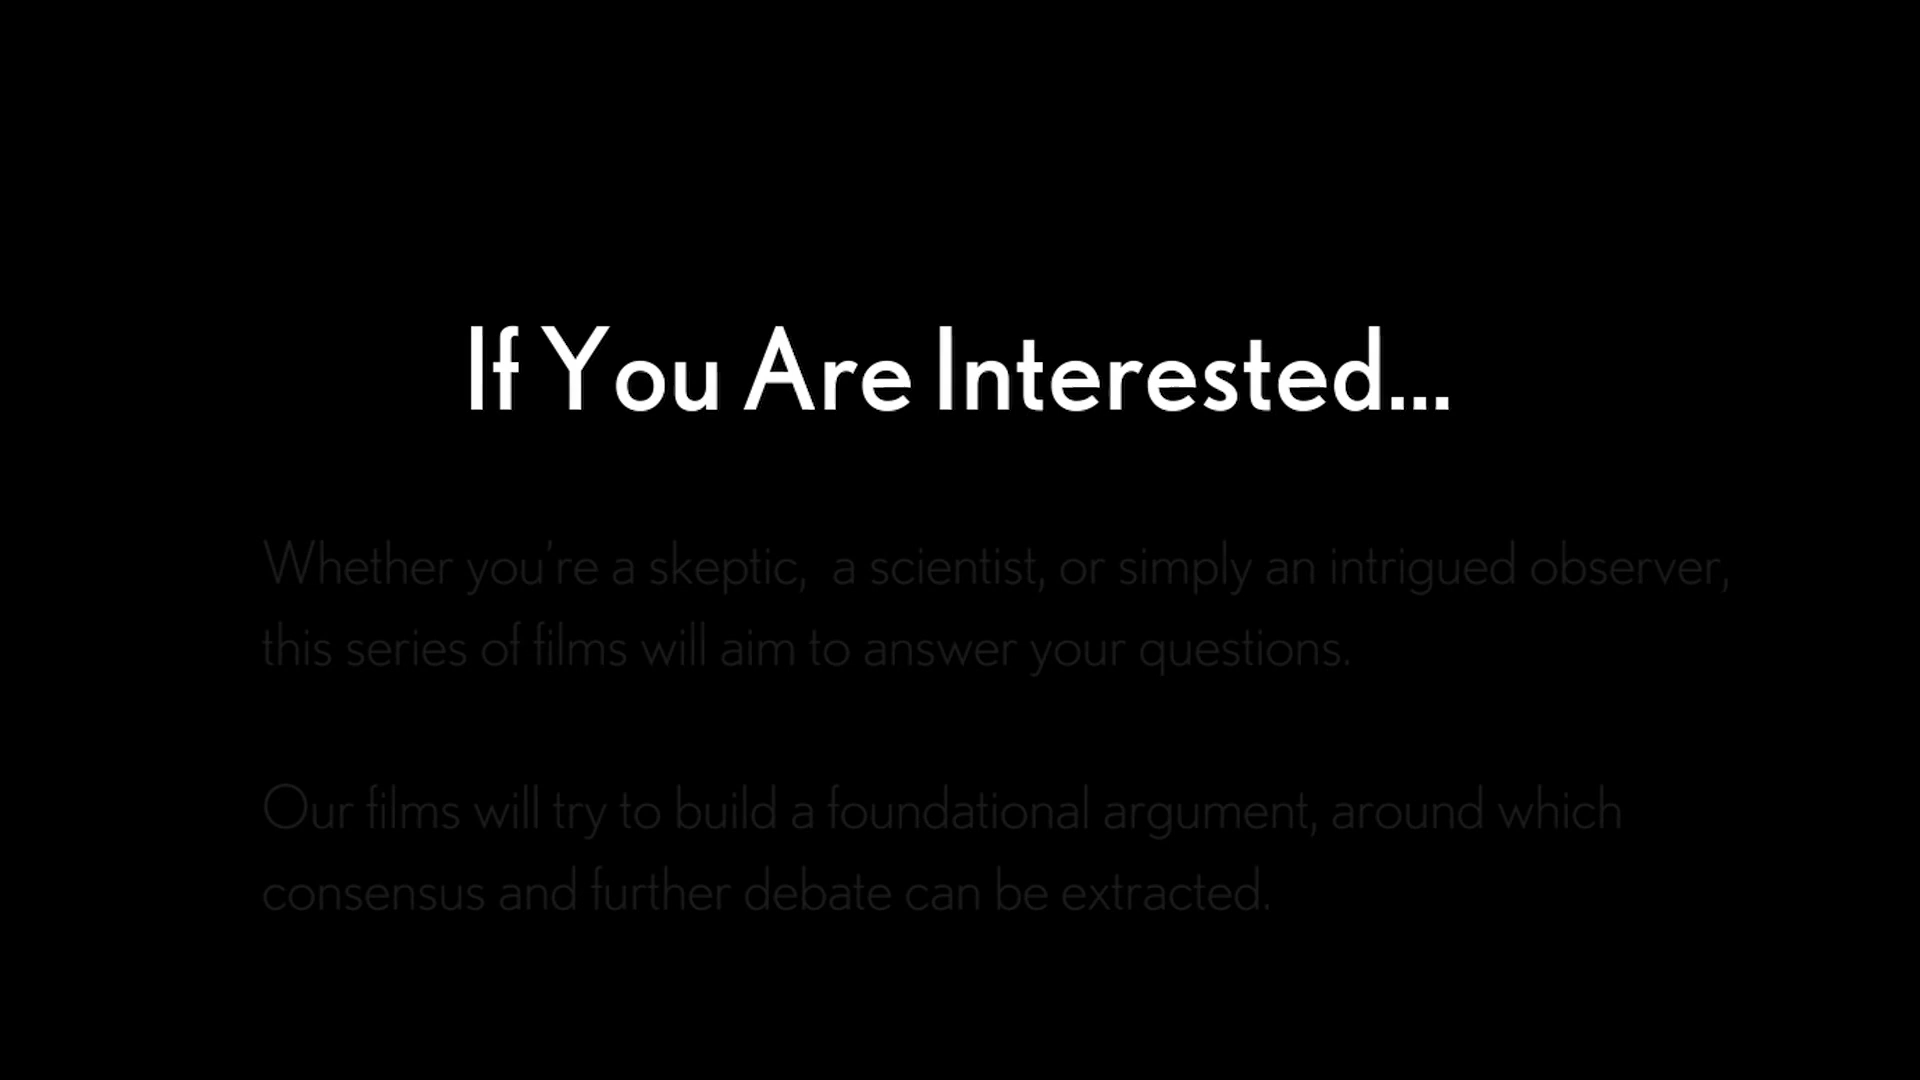 If You Are Interested...
Whether you're a skeptic,  a scientist, or simply an intrigued observer,
this series of films will aim to answer your questions.
Our films will try to build a foundational argument, around which
consensus and further debate can be extracted.